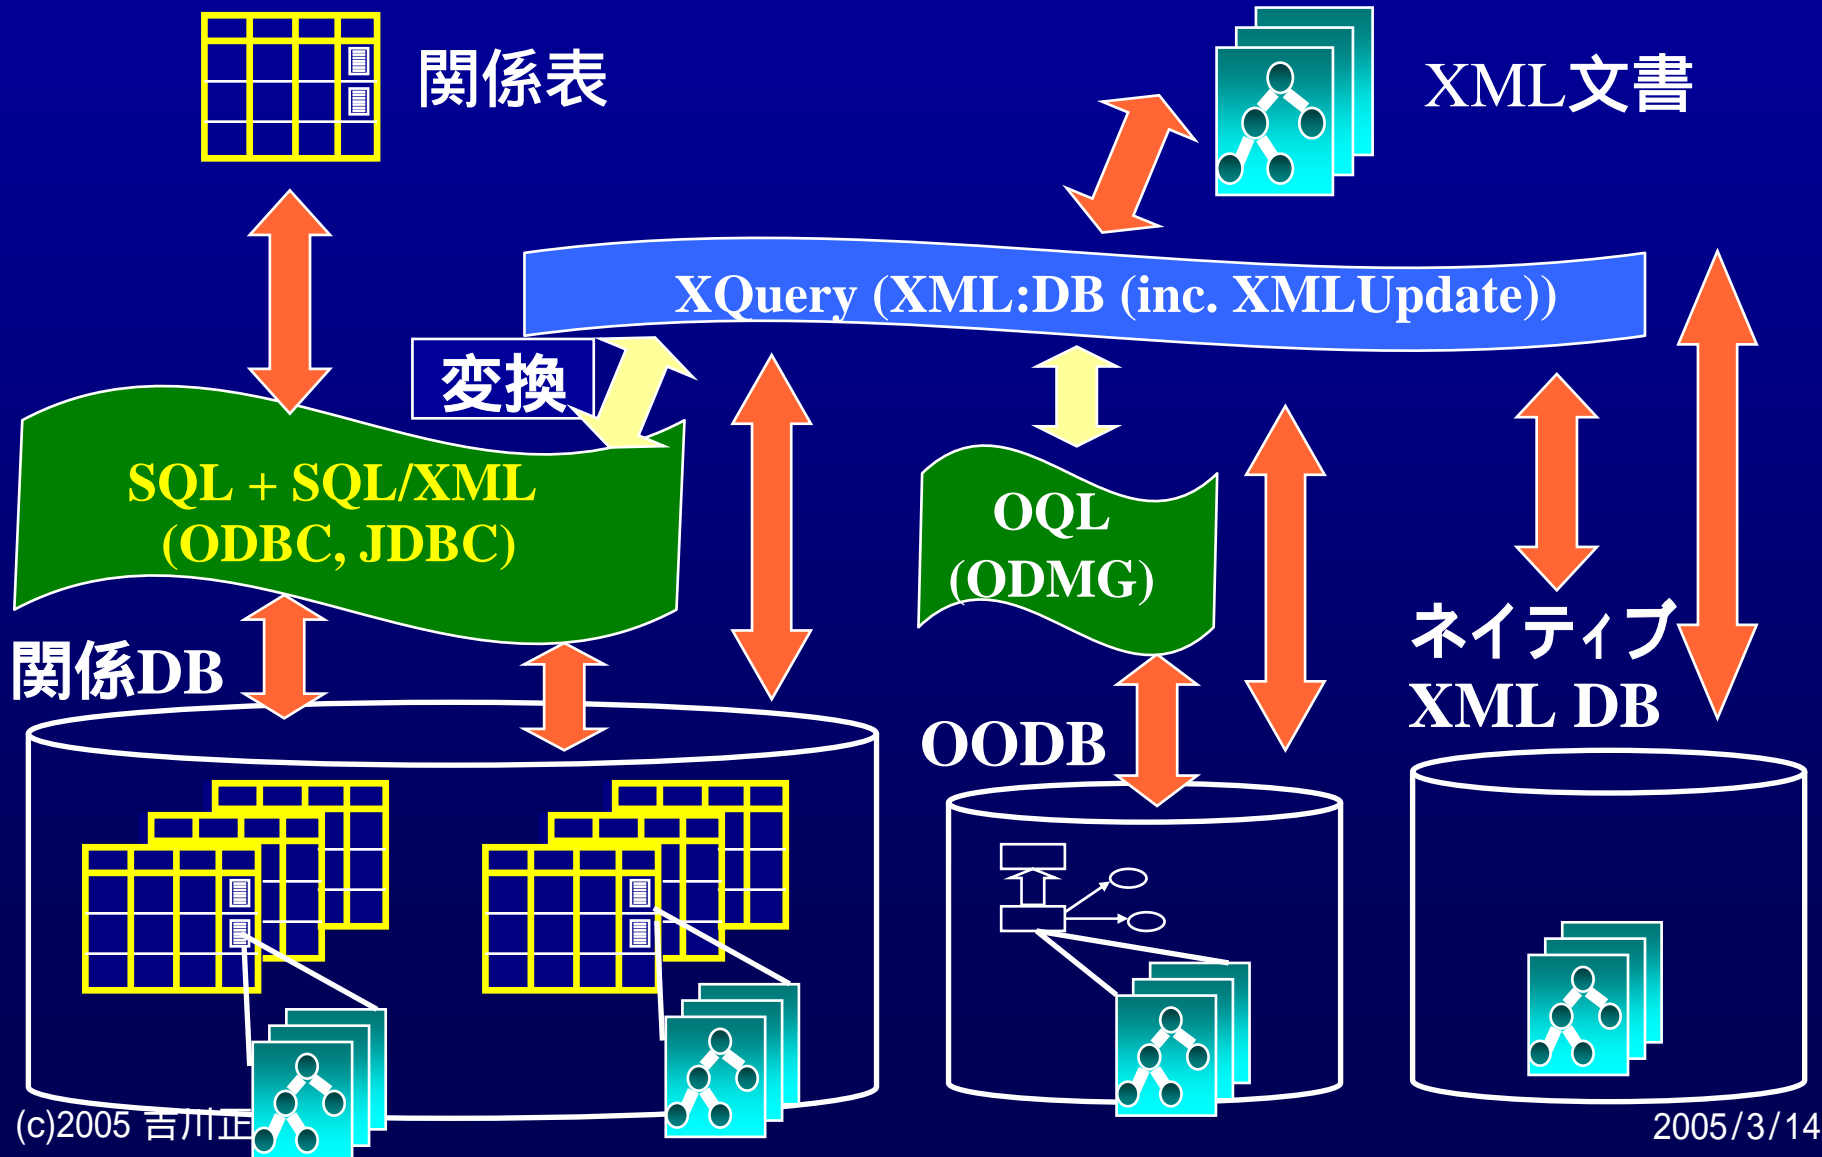 関係表
XML文書
XQuery (XML:DB (inc. XMLUpdate))
変換
SQL + SQL/XML
(ODBC, JDBC)
OQL
(ODMG)
関係DB
OODB
ネイティブ
XML DB
(c)2005 吉川正
2005/3/14